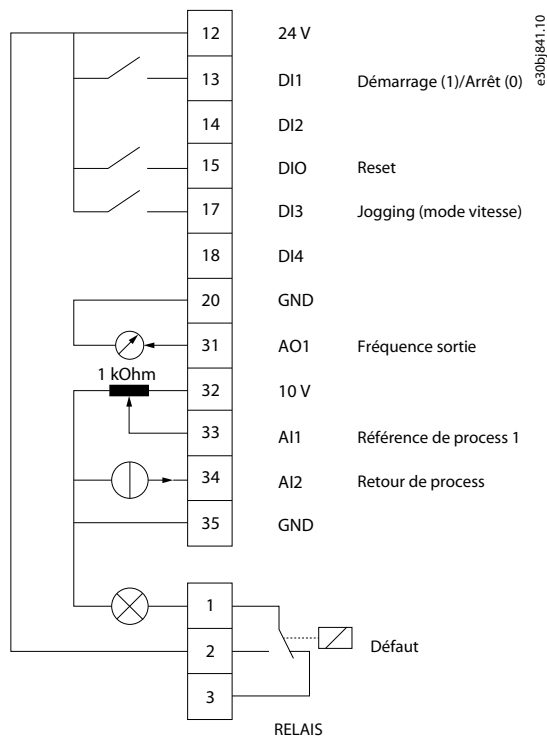 e30bj841.10
12 24 V
13 DI1 Démarrage (1)/Arrêt (0)
14 DI2
15 DIO Reset
17 DI3 Jogging (mode vitesse)
18 DI4
20 GND
31 AO1 Fréquence sortie
1 kOhm
32 10 V
33 AI1 Référence de process 1
34 AI2 Retour de process
35 GND
1
2 Défaut
3
RELAIS